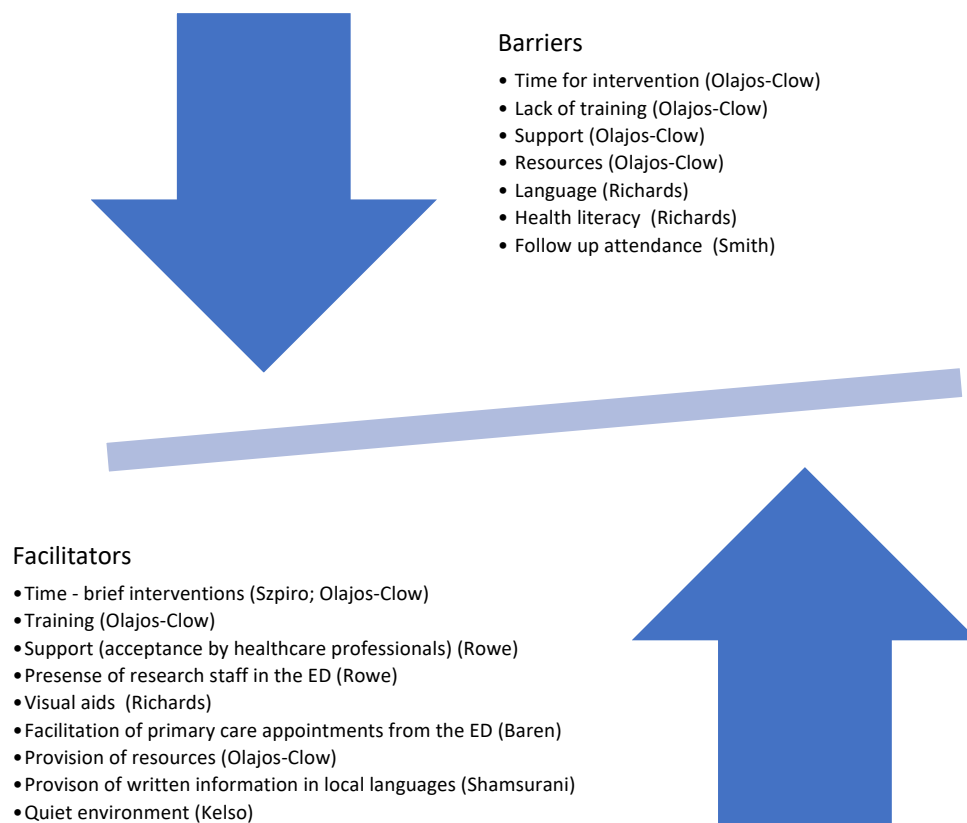 Barriers
• Time for intervention (Olajos-Clow)
• Lack of training (Olajos-Clow)
• Support (Olajos-Clow)
• Resources (Olajos-Clow)
• Language (Richards)
• Health literacy  (Richards)
• Follow up attendance  (Smith)
Facilitators
•Time - brief interventions (Szpiro; Olajos-Clow)
•Training (Olajos-Clow)
•Support (acceptance by healthcare professionals) (Rowe)
•Presense of research staff in the ED (Rowe)
•Visual aids  (Richards)
•Facilitation of primary care appointments from the ED (Baren)
•Provision of resources (Olajos-Clow)
•Provison of written information in local languages (Shamsurani)
•Quiet environment (Kelso)